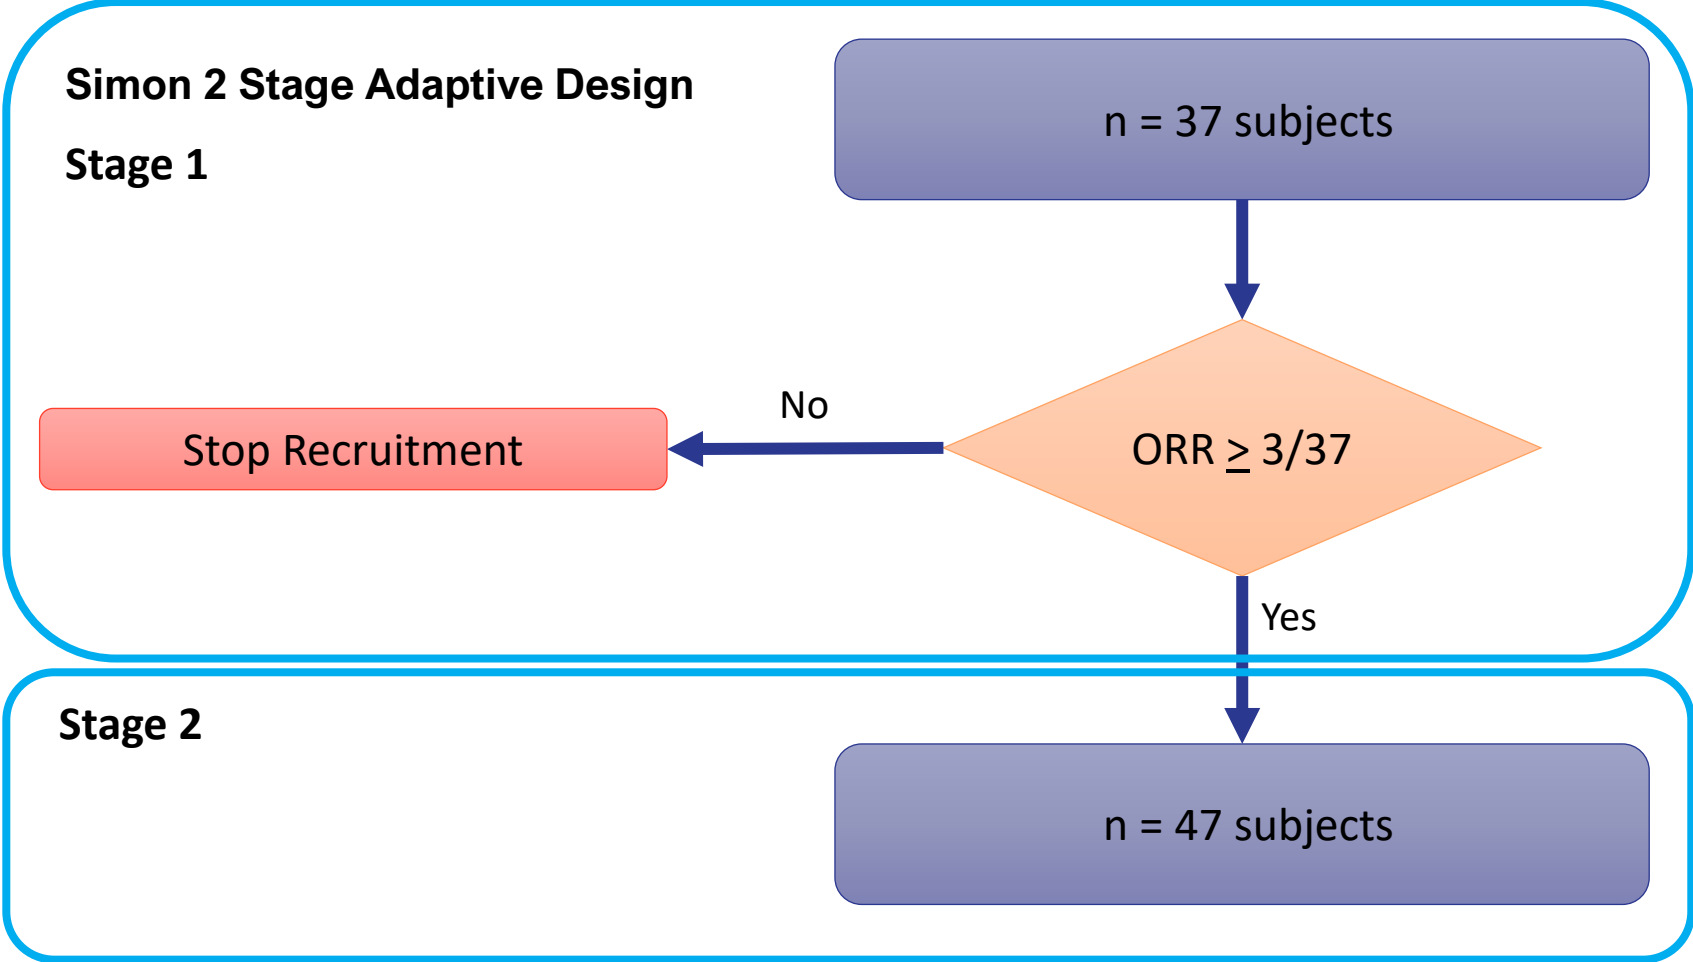 Simon 2 Stage Adaptive Design
Stage 1
n = 37 subjects
No
Stop Recruitment
ORR ≥ 3/37
Yes
Stage 2
n = 47 subjects